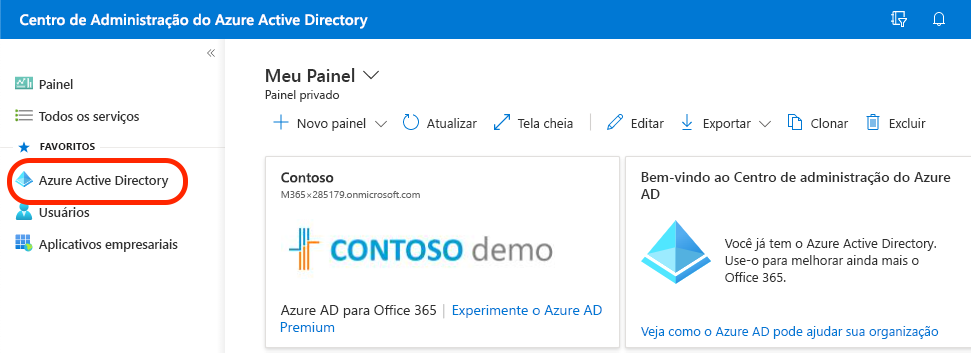 Centro de Administração do Azure Active Directory
«
Painel
Todos os serviços
FAVORITOS
Azure Active Directory
Usuários
Aplicativos empresariais
Meu Painel
Painel privado
Novo painel
Atualizar
Tela cheia
Editar
Exportar
Clonar
Excluir
Contoso
M365x285179.onmicrosoft.com
CONTOSO demo
Azure AD para Office 365 | Experimente o Azure AD
Premium
Bem-vindo ao Centro de administração do Azure
AD
Você já tem o Azure Active Directory.
Use-o para melhorar ainda mais o
Office 365.
Veja como o Azure AD pode ajudar sua organização